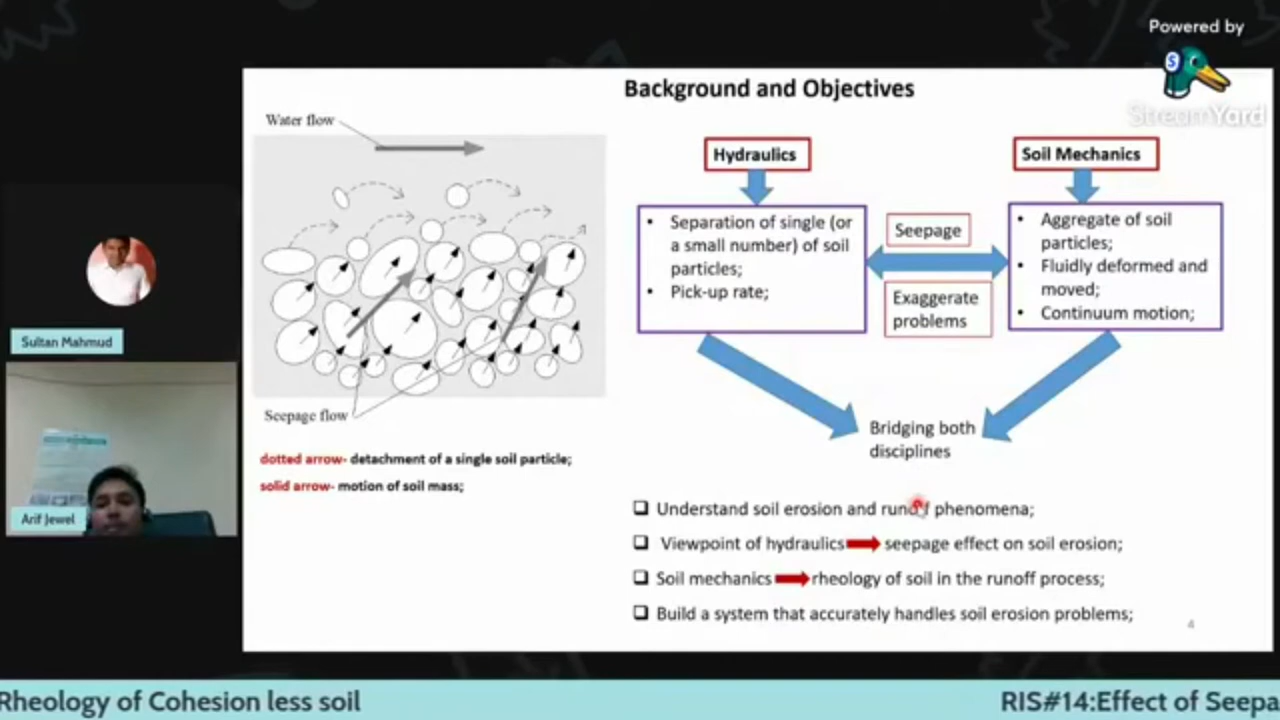 Powered by
StreamYard
Background and Objectives
Water flow
Seepage flow
dotted arrow- detachment of a single soil particle;
solid arrow- motion of soil mass;
Hydraulics
• Separation of single (or
a small number) of soil
particles;
• Pick-up rate;
Seepage
Exaggerate
problems
Soil Mechanics
• Aggregate of soil
particles;
• Fluidly deformed and
moved;
• Continuum motion;
Bridging both
disciplines
Understand soil erosion and runoff phenomena;
Viewpoint of hydraulics seepage effect on soil erosion;
Soil mechanics rheology of soil in the runoff process;
Build a system that accurately handles soil erosion problems;
4
Sultan Mahmud
Arif Jewel
Rheology of Cohesion less soil
RIS#14:Effect of Seepa